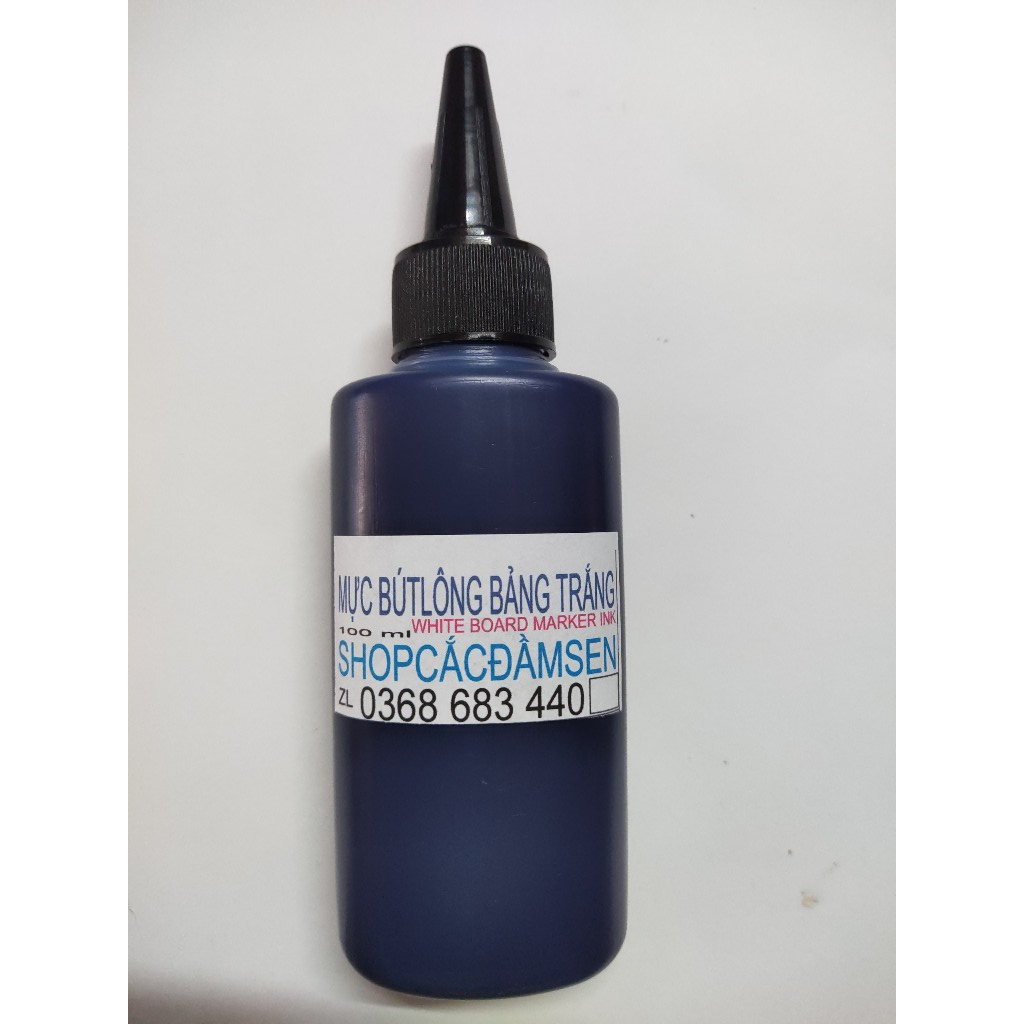 MỰC BÚTLÔNG BẢNG TRẮNG
100 ml WHITE BOARD MARKER INK
SHOPCẮCĐẦMSEN
ZL 0368 683 440